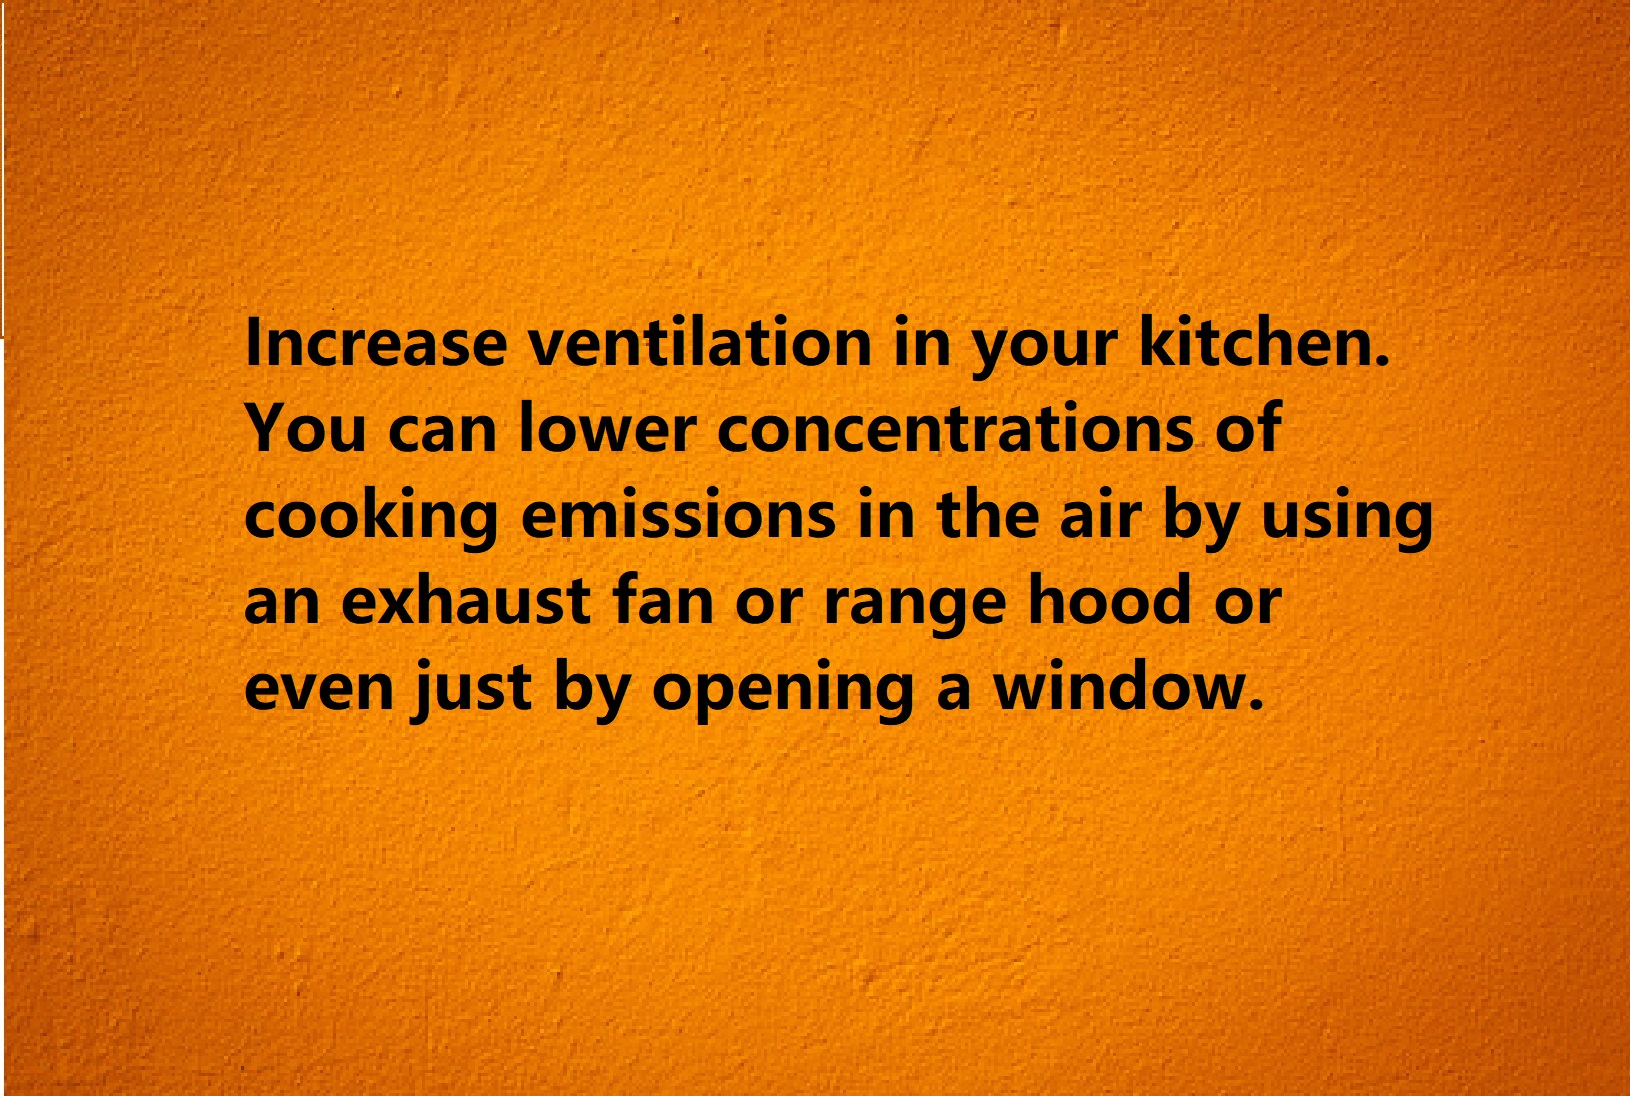 Increase ventilation in your kitchen.
You can lower concentrations of
cooking emissions in the air by using
an exhaust fan or range hood or
even just by opening a window.